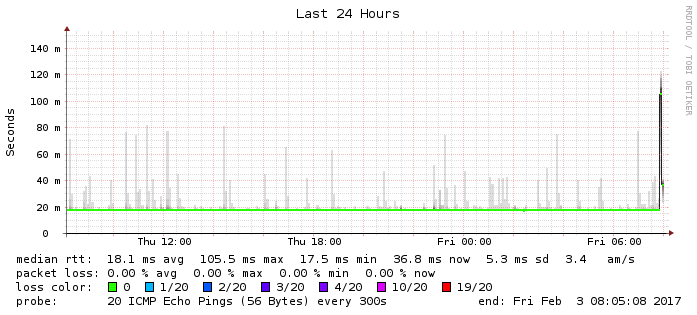 Last 24 Hours
RRDTOOL / TOBI OETIKER
Seconds
140 m
120 m
100 m
80 m
60 m
40 m
20 m
0
Thu 12:00 Thu 18:00 Fri 00:00 Fri 06:00
median rtt: 18.1 ms avg 105.5 ms max 17.5 ms min 36.8 ms now 5.3 ms sd 3.4 am/s
packet loss: 0.00 % avg 0.00 % max 0.00 % min 0.00 % now
loss color: 0 1/20 2/20 3/20 4/20 10/20 19/20
probe: 20 ICMP Echo Pings (56 Bytes) every 300s end: Fri Feb 3 08:05:08 2017